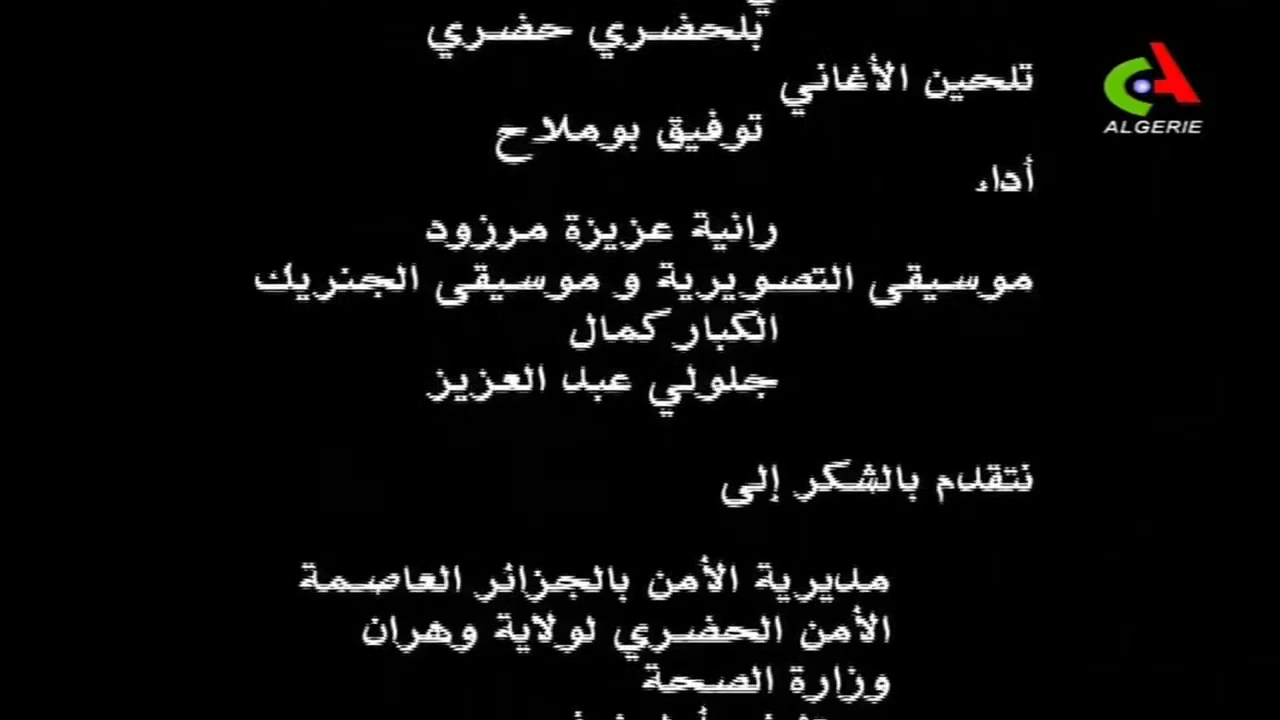 بلحضري حضري
تلحين الأغاني
توفيق بوملاح
أداء
رانية عزيزة مرزود
موسيقى التصويرية و موسيقى الجنريك
الكبار كمال
جلولي عبد العزيز
نتقدم بالشكر إلى
مديرية الأمن بالجزائر العاصمة
الأمن الحضري لولاية وهران
وزارة الصحة
ALGERIE